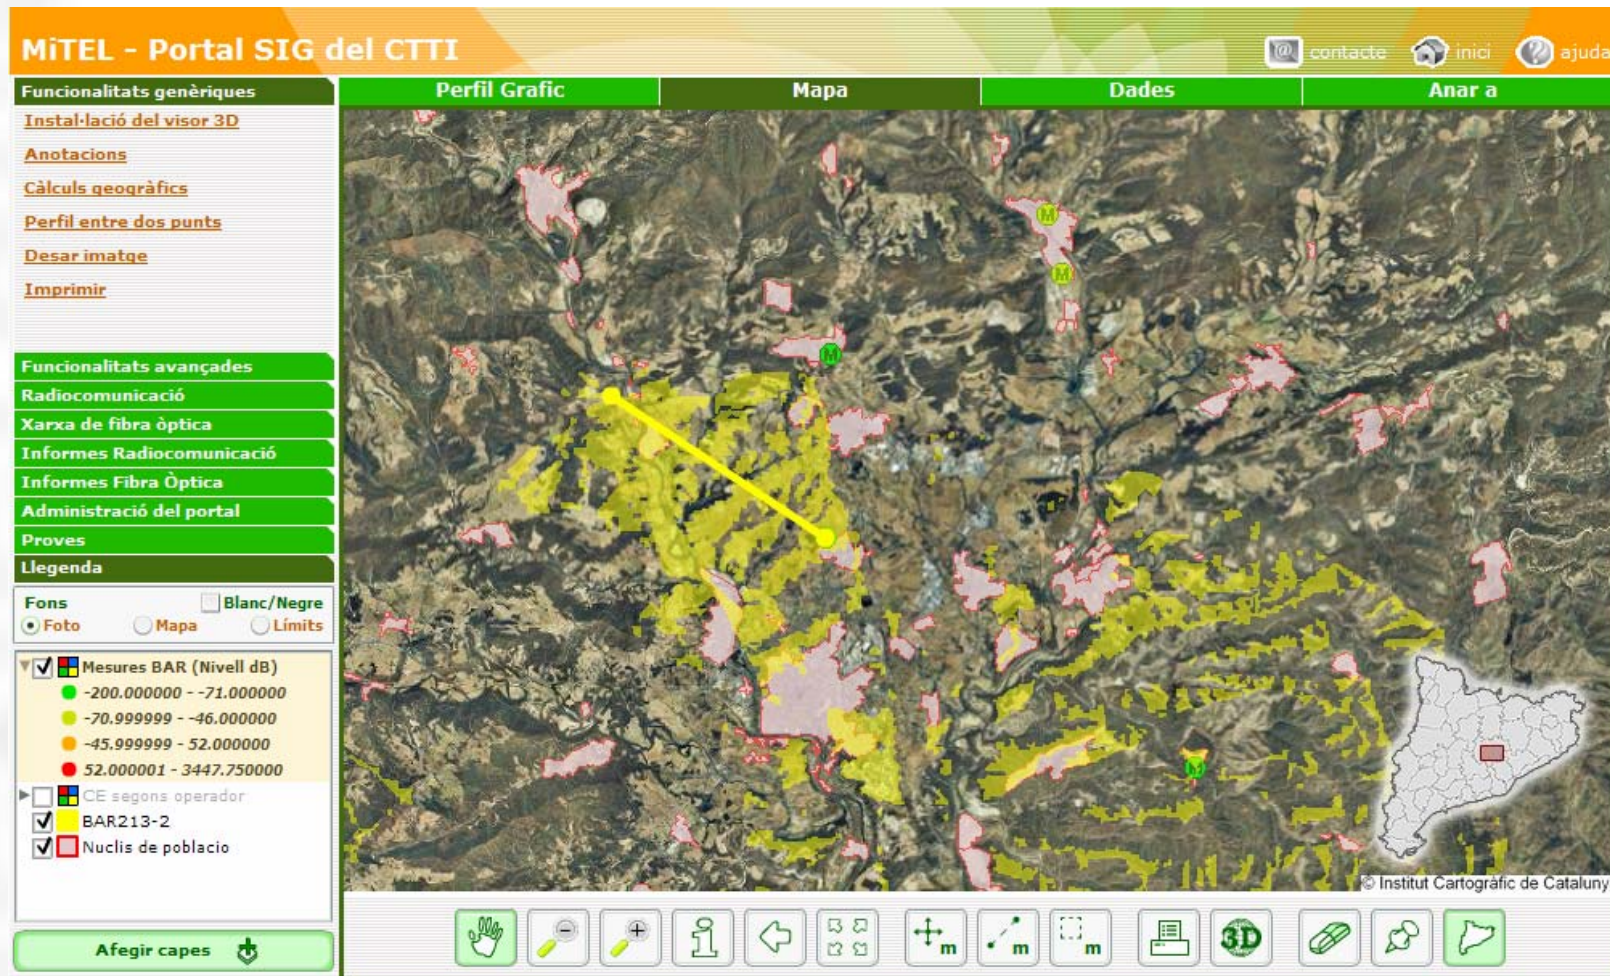 MiTEL - Portal SIG del CTTI
contacte
inici
ajuda
Funcionalitats genèriques
Perfil Grafic
Mapa
Dades
Anar a
Instal·lació del visor 3D
Anotacions
Càlculs geogràfics
Perfil entre dos punts
Desar imatge
Imprimir
Funcionalitats avançades
Radiocomunicació
Xarxa de fibra òptica
Informes Radiocomunicació
Informes Fibra Òptica
Administració del portal
Proves
Llegenda
Fons
Blanc/Negre
Foto
Mapa
Límits
Mesures BAR (Nivell dB)
-200.000000 - -71.000000
-70.999999 - -46.000000
-45.999999 - 52.000000
52.000001 - 3447.750000
CE segons operador
BAR213-2
Nuclis de poblacio
Afegir capes
M
M
M
M
© Institut Cartogràfic de Cataluny
m
m
m
3D